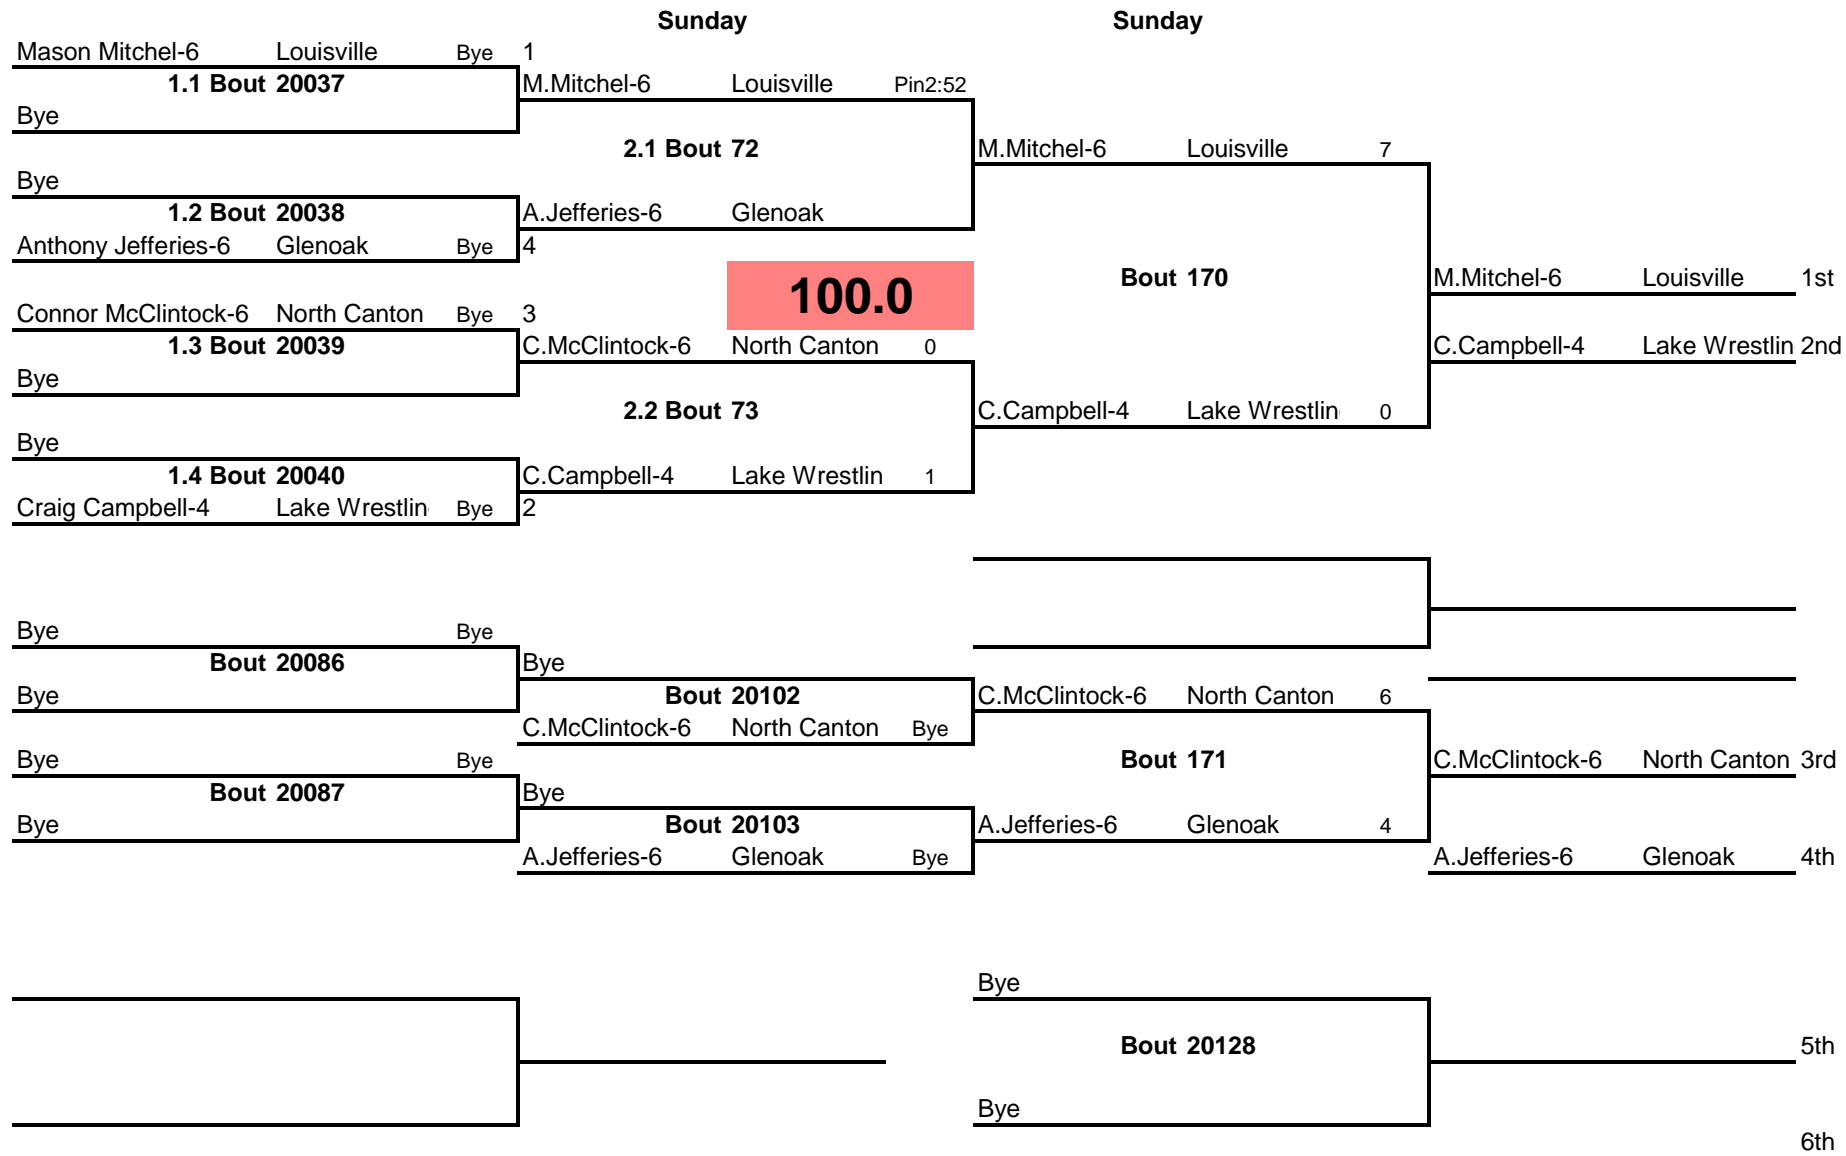 Sunday Sunday
Mason Mitchel-6 Louisville Bye 1
1.1 Bout 20037 M.Mitchel-6 Louisville Pin2:52
Bye
2.1 Bout 72 M.Mitchel-6 Louisville 7
Bye
1.2 Bout 20038 A.Jefferies-6 Glenoak
Anthony Jefferies-6 Glenoak Bye 4
100.0 Bout 170 M.Mitchel-6 Louisville 1st
Connor McClintock-6 North Canton Bye 3
1.3 Bout 20039 C.McClintock-6 North Canton 0 C.Campbell-4 Lake Wrestlin 2nd
Bye
2.2 Bout 73 C.Campbell-4 Lake Wrestlin 0
Bye
1.4 Bout 20040 C.Campbell-4 Lake Wrestlin 1
Craig Campbell-4 Lake Wrestlin Bye 2
Bye Bye
Bout 20086 Bye
Bye Bout 20102 C.McClintock-6 North Canton 6
C.McClintock-6 North Canton Bye
Bye Bye Bout 171 C.McClintock-6 North Canton 3rd
Bout 20087 Bye
Bye Bout 20103 A.Jefferies-6 Glenoak 4
A.Jefferies-6 Glenoak Bye A.Jefferies-6 Glenoak 4th
Bye
Bout 20128 5th
Bye
6th